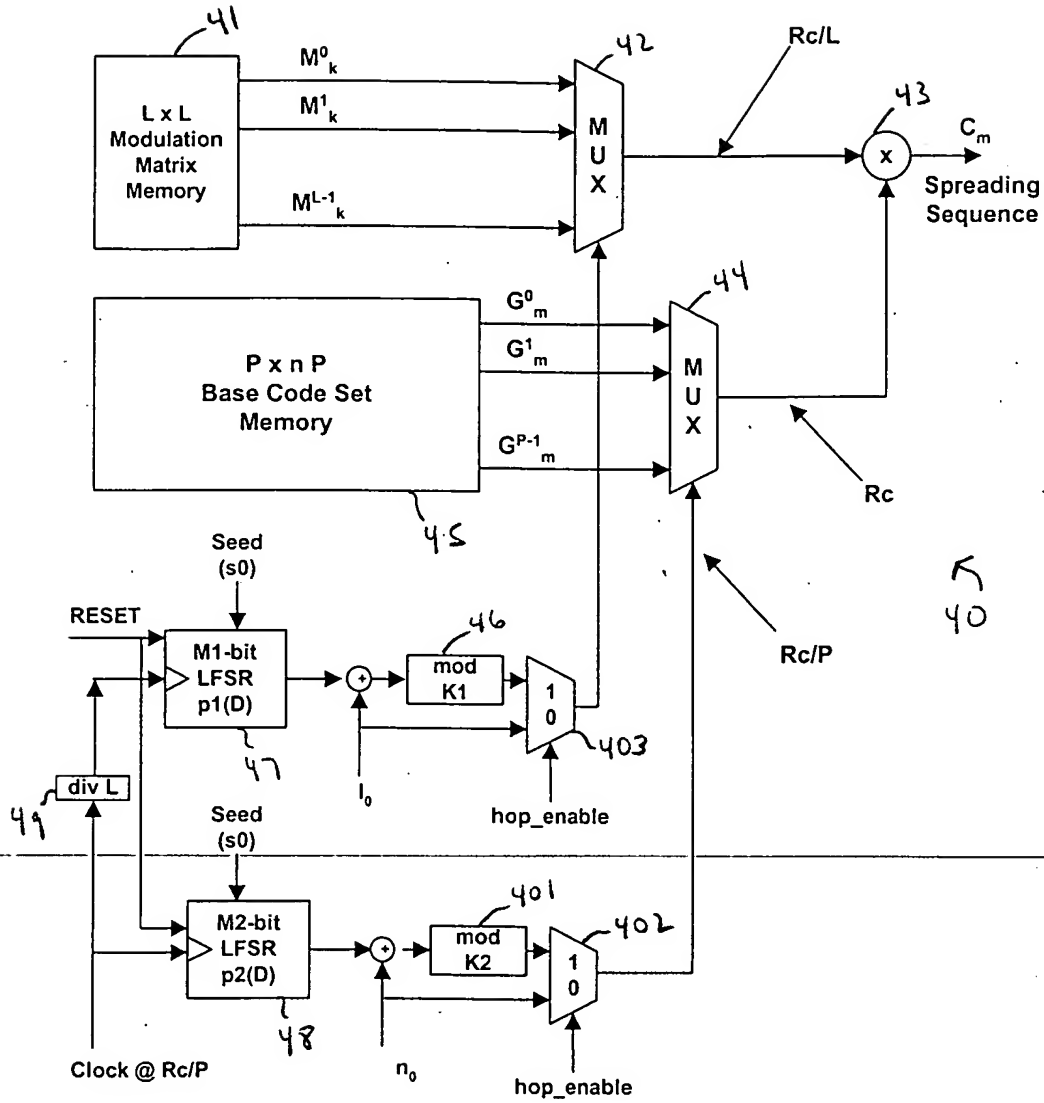 41
L x L
Modulation
Matrix
Memory
M⁰ₖ
M¹ₖ
M^L-1ₖ
42
M
U
X
Rc/L
43
x
Cₘ
Spreading
Sequence
P x n P
Base Code Set
Memory
45
G⁰ₘ
G¹ₘ
G^P-1ₘ
44
M
U
X
Rc
Rc/P
40
Seed
(s0)
RESET
M1-bit
LFSR
p1(D)
47
+
46
mod
K1
1
0
403
l₀
hop_enable
49
div L
Seed
(s0)
M2-bit
LFSR
p2(D)
48
+
401
mod
K2
1
0
402
n₀
hop_enable
Clock @ Rc/P